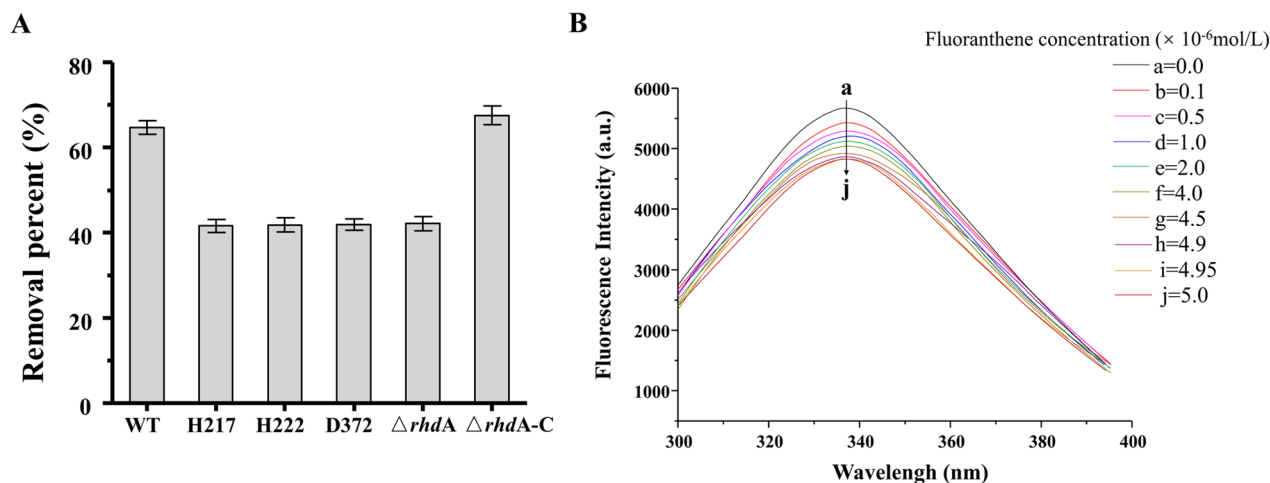 A
Removal percent (%)
80
60
40
20
0
WT H217 H222 D372 △rhdA △rhdA-C
B
Fluoranthene concentration (× 10⁻⁶mol/L)
a=0.0
b=0.1
c=0.5
d=1.0
e=2.0
f=4.0
g=4.5
h=4.9
i=4.95
j=5.0
Fluorescence Intencity (a.u.)
6000
5000
4000
3000
2000
1000
a
j
300 320 340 360 380 400
Wavelengh (nm)